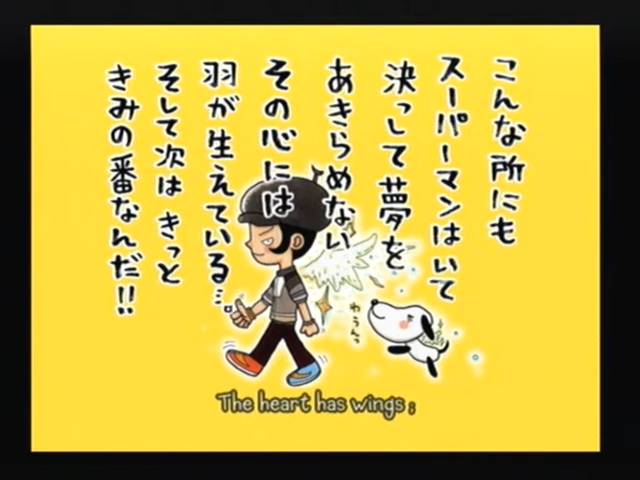 こんな所にも
スーパーマンはいて
決っして夢を
あきらめない
その心には
羽が生えている…。
そして次は きっと
きみの番なんだ!!
わうんっ
The heart has wings ;